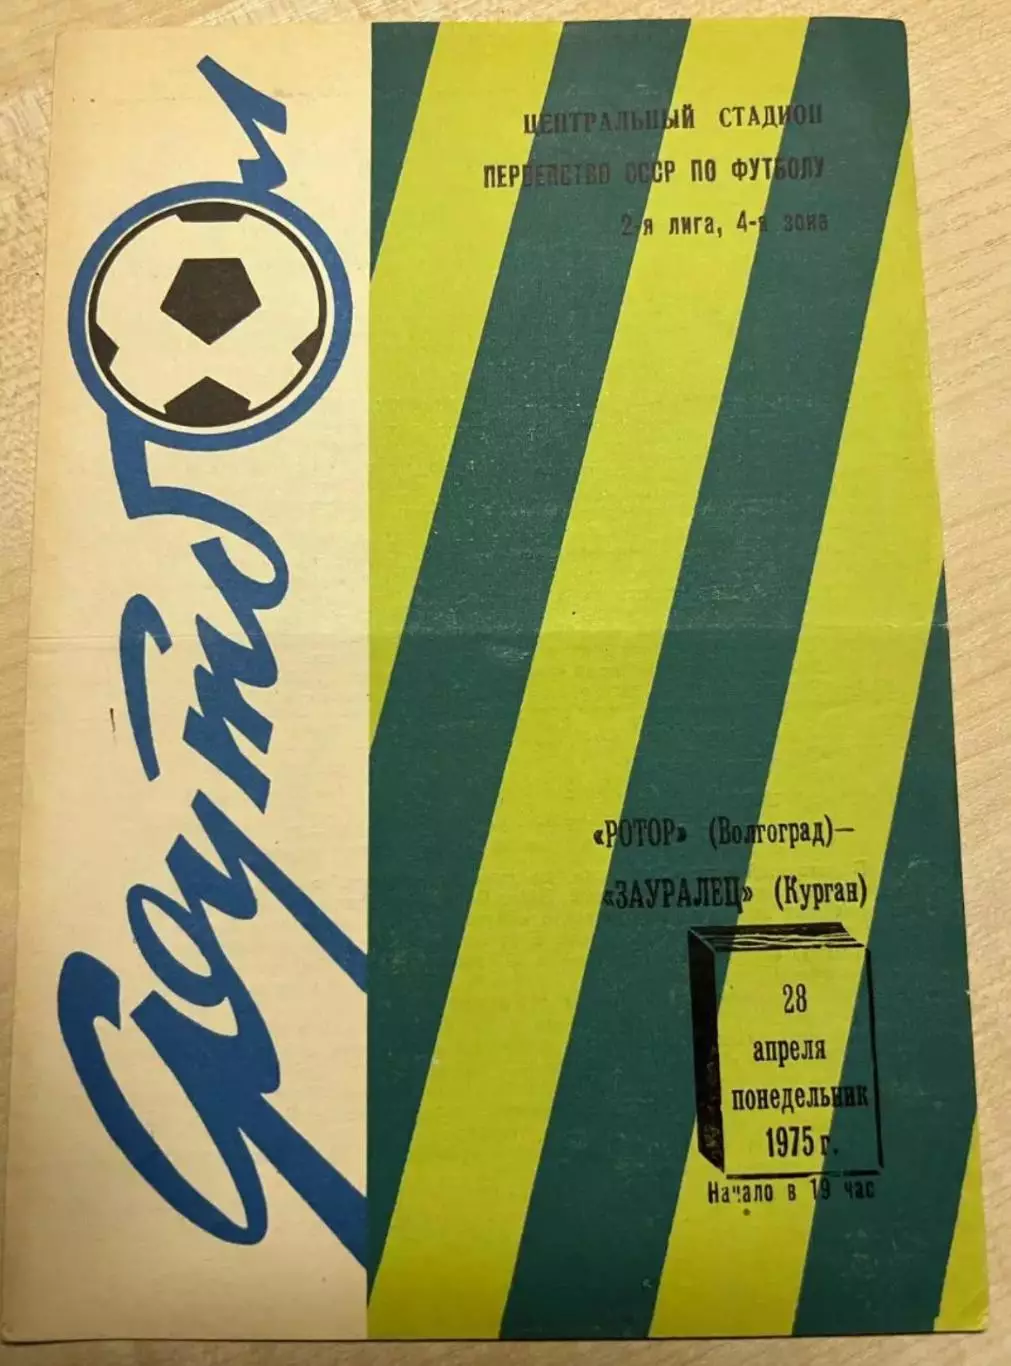 Футбол
ЦЕНТРАЛЬНЫЙ СТАДИОН
ПЕРВЕНСТВО СССР ПО ФУТБОЛУ
2-я лига, 4-я зона
«РОТОР» (Волгоград)—
«ЗАУРАЛЕЦ» (Курган)
28
апреля
понедельник
1975 г.
Начало в 19 час